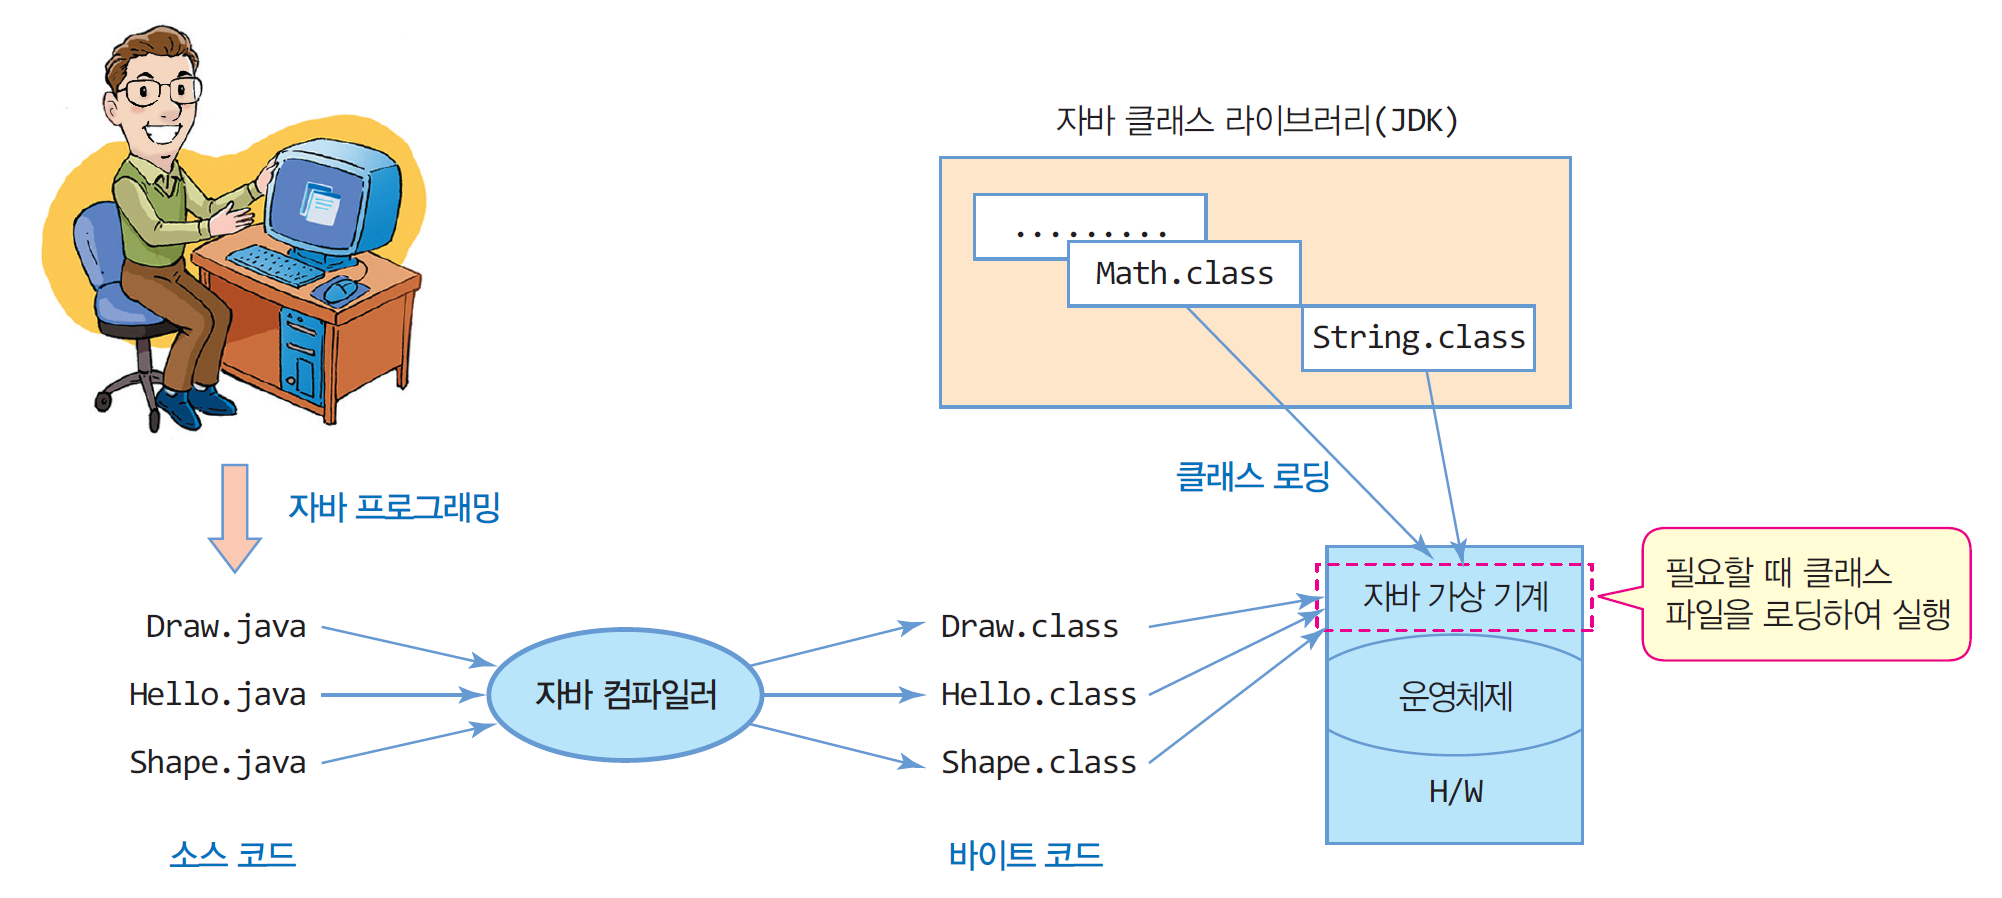 자바 클래스 라이브러리(JDK)
.........
Math.class
String.class
클래스 로딩
자바 프로그래밍
필요할 때 클래스
파일을 로딩하여 실행
자바 가상 기계
Draw.java
Hello.java
Shape.java
자바 컴파일러
Draw.class
Hello.class
Shape.class
운영체제
H/W
소스 코드
바이트 코드